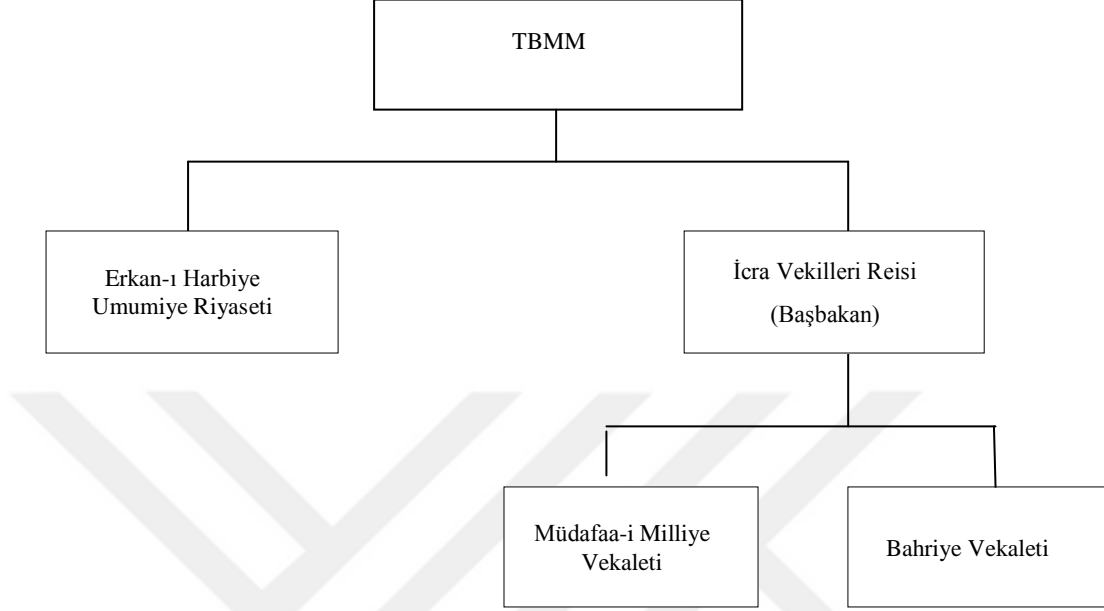 TBMM
Erkan-ı Harbiye
Umumiye Riyaseti
İcra Vekilleri Reisi
(Başbakan)
Müdafaa-i Milliye
Vekaleti
Bahriye Vekaleti